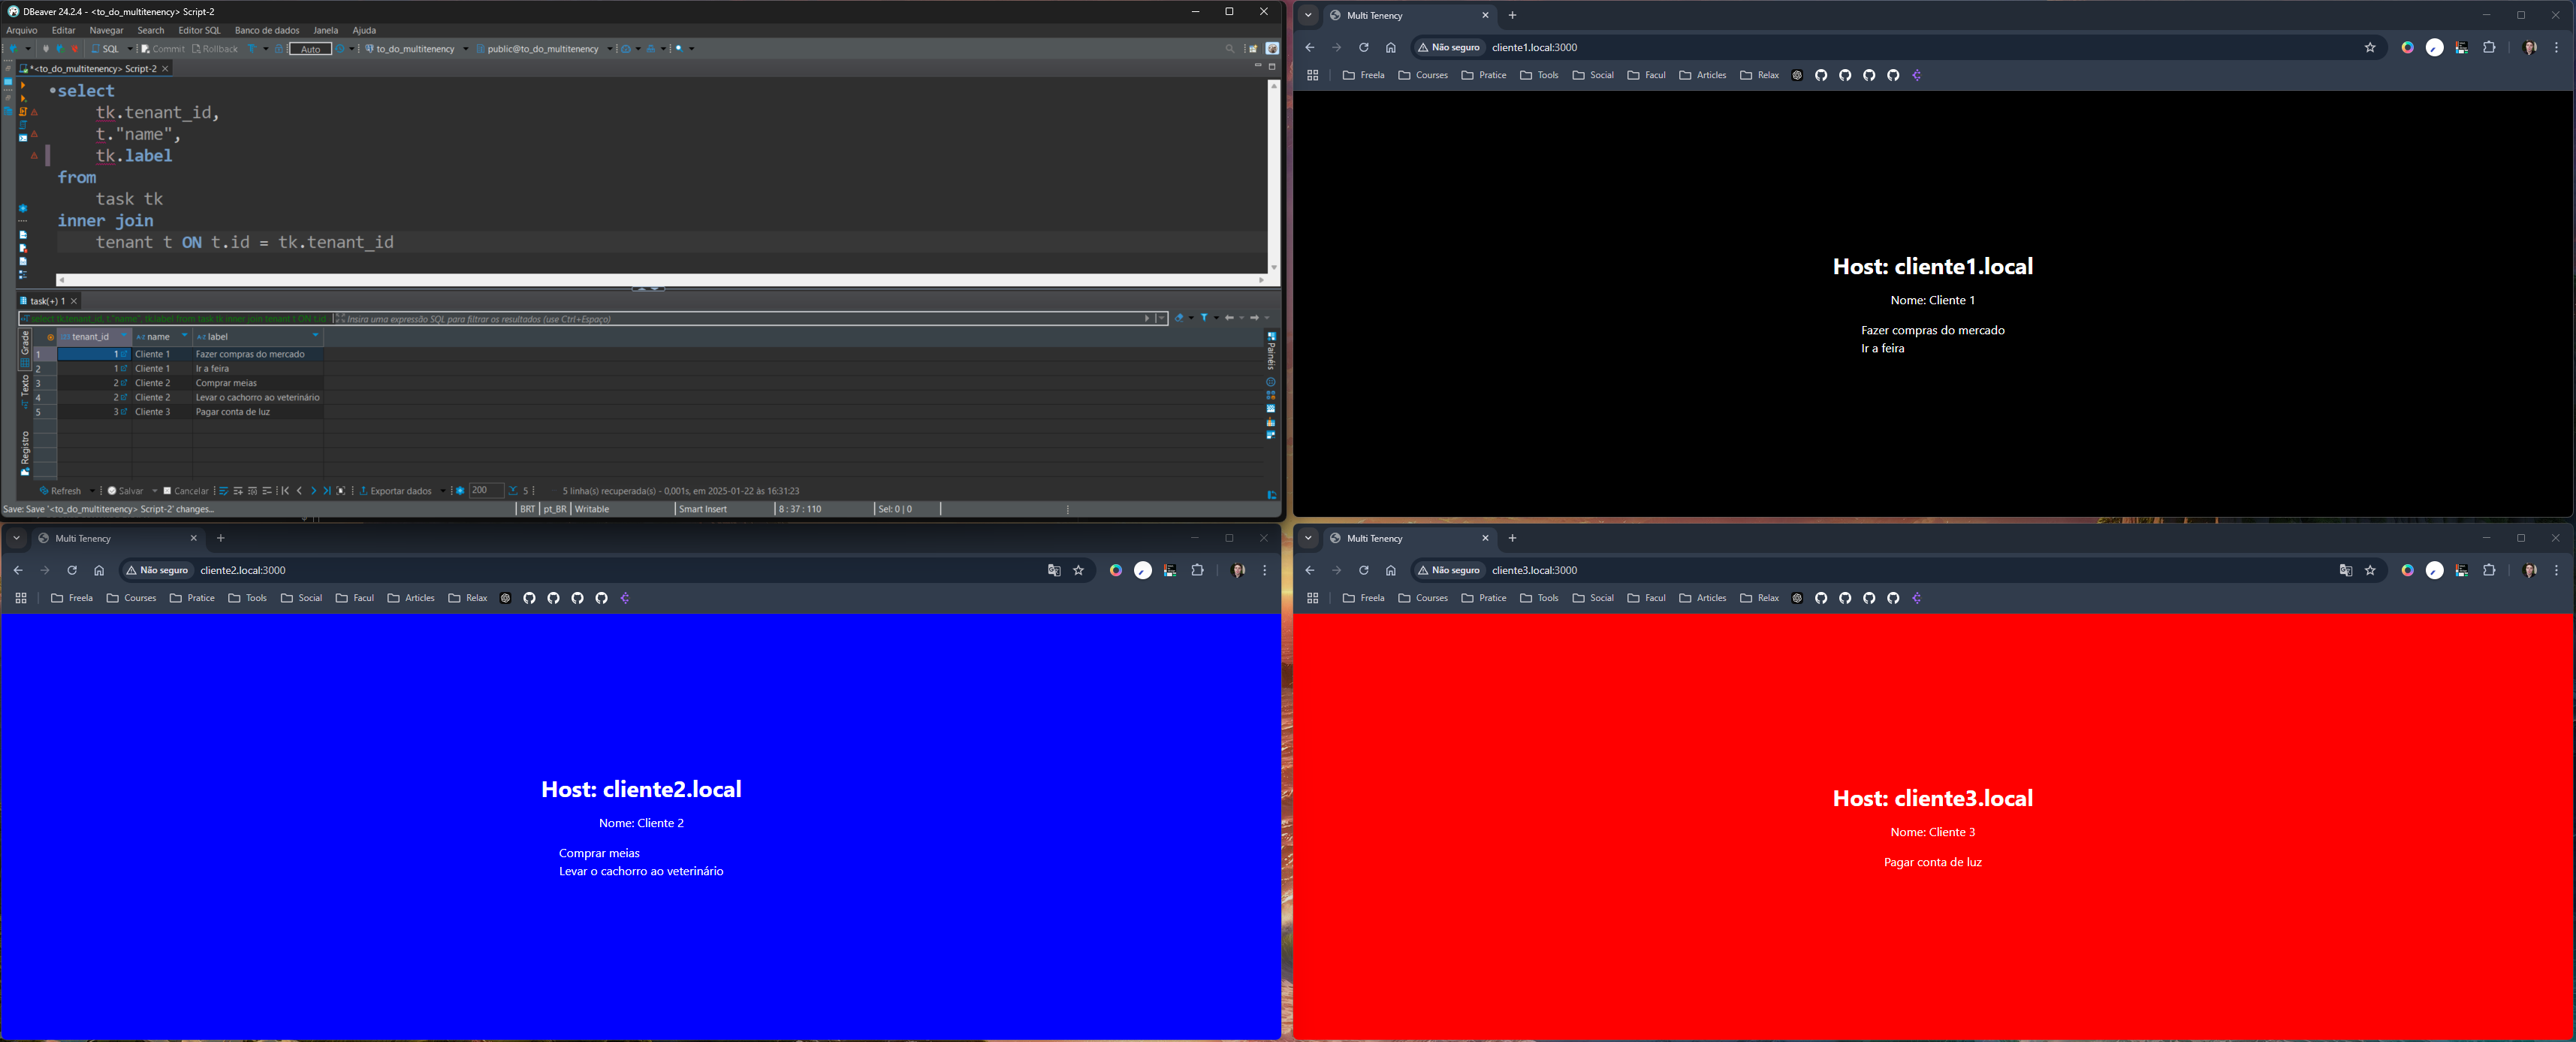 DBeaver 24.2.4 - <to_do_multitenency> Script-2
Arquivo Editar Navegar Search Editor SQL Banco de dados Janela Ajuda
SQL Commit Rollback Auto to_do_multitenency public@to_do_multitenency
*<to_do_multitenency> Script-2
select
tk.tenant_id,
t."name",
tk.label
from
task tk
inner join
tenant t ON t.id = tk.tenant_id
task(+) 1
select tk.tenant_id, t."name", tk.label from task tk inner join tenant t ON t.id Insira uma expressão SQL para filtrar os resultados (use Ctrl+Espaço)
Grade
Texto
Registro
Painéis
tenant_id name label
1 1 Cliente 1 Fazer compras do mercado
2 1 Cliente 1 Ir a feira
3 2 Cliente 2 Comprar meias
4 2 Cliente 2 Levar o cachorro ao veterinário
5 3 Cliente 3 Pagar conta de luz
Refresh Salvar Cancelar Exportar dados 200 5 5 linha(s) recuperada(s) - 0,001s, em 2025-01-22 às 16:31:23
Save: Save '<to_do_multitenency> Script-2' changes... BRT pt_BR Writable Smart Insert 8 : 37 : 110 Sel: 0 | 0
Multi Tenency
Não seguro cliente1.local:3000
Freela Courses Pratice Tools Social Facul Articles Relax
Host: cliente1.local
Nome: Cliente 1
Fazer compras do mercado
Ir a feira
Multi Tenency
Não seguro cliente2.local:3000
Freela Courses Pratice Tools Social Facul Articles Relax
Host: cliente2.local
Nome: Cliente 2
Comprar meias
Levar o cachorro ao veterinário
Multi Tenency
Não seguro cliente3.local:3000
Freela Courses Pratice Tools Social Facul Articles Relax
Host: cliente3.local
Nome: Cliente 3
Pagar conta de luz